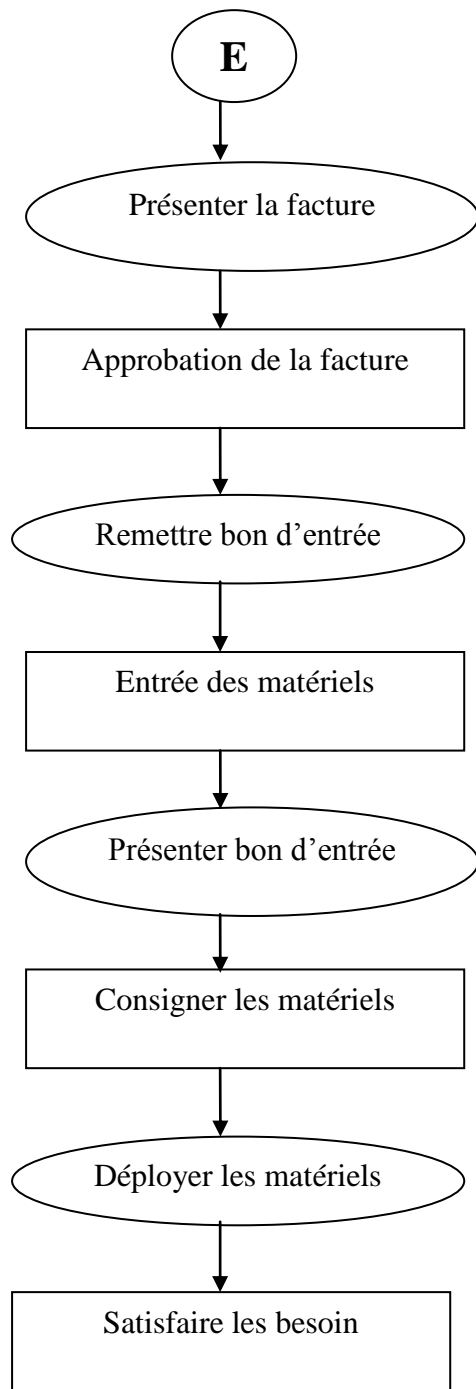 E
Présenter la facture
Approbation de la facture
Remettre bon d’entrée
Entrée des matériels
Présenter bon d’entrée
Consigner les matériels
Déployer les matériels
Satisfaire les besoin